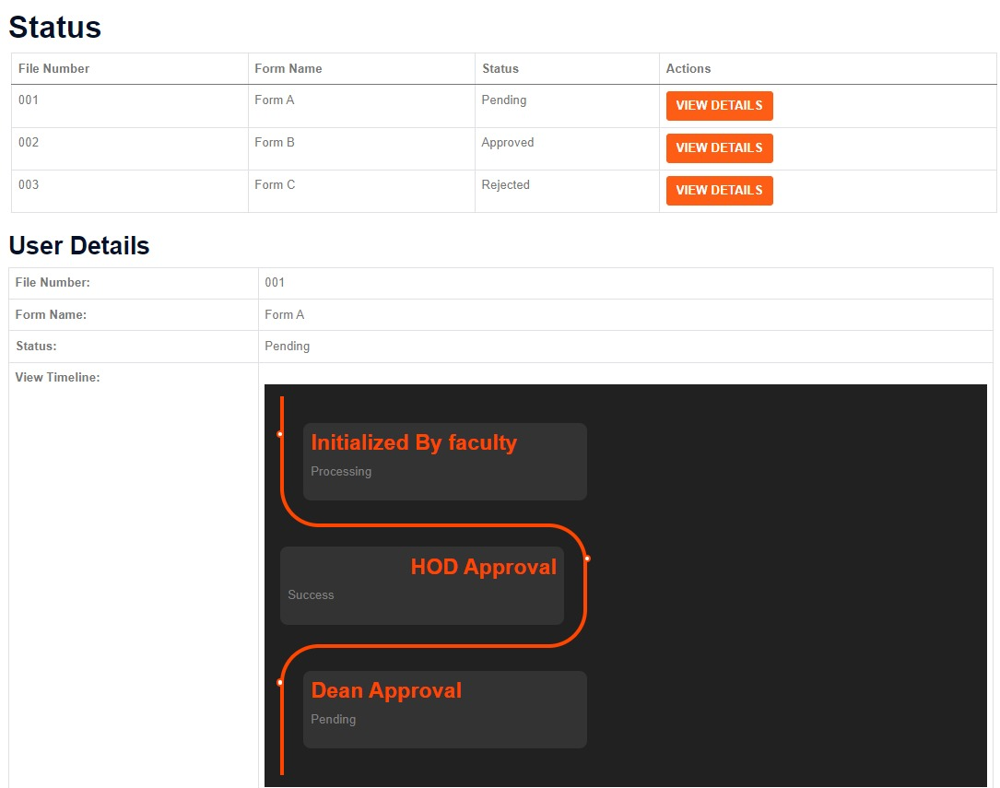 Status
File Number Form Name Status Actions
001 Form A Pending VIEW DETAILS
002 Form B Approved VIEW DETAILS
003 Form C Rejected VIEW DETAILS
User Details
File Number: 001
Form Name: Form A
Status: Pending
View Timeline:
Initialized By faculty
Processing
HOD Approval
Success
Dean Approval
Pending